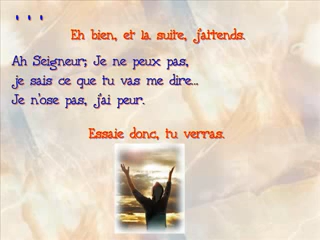 ...
Eh bien, et la suite, j'attends.
Ah Seigneur; Je ne peux pas,
je sais ce que tu vas me dire...
Je n'ose pas, j'ai peur.
Essaie donc, tu verras.